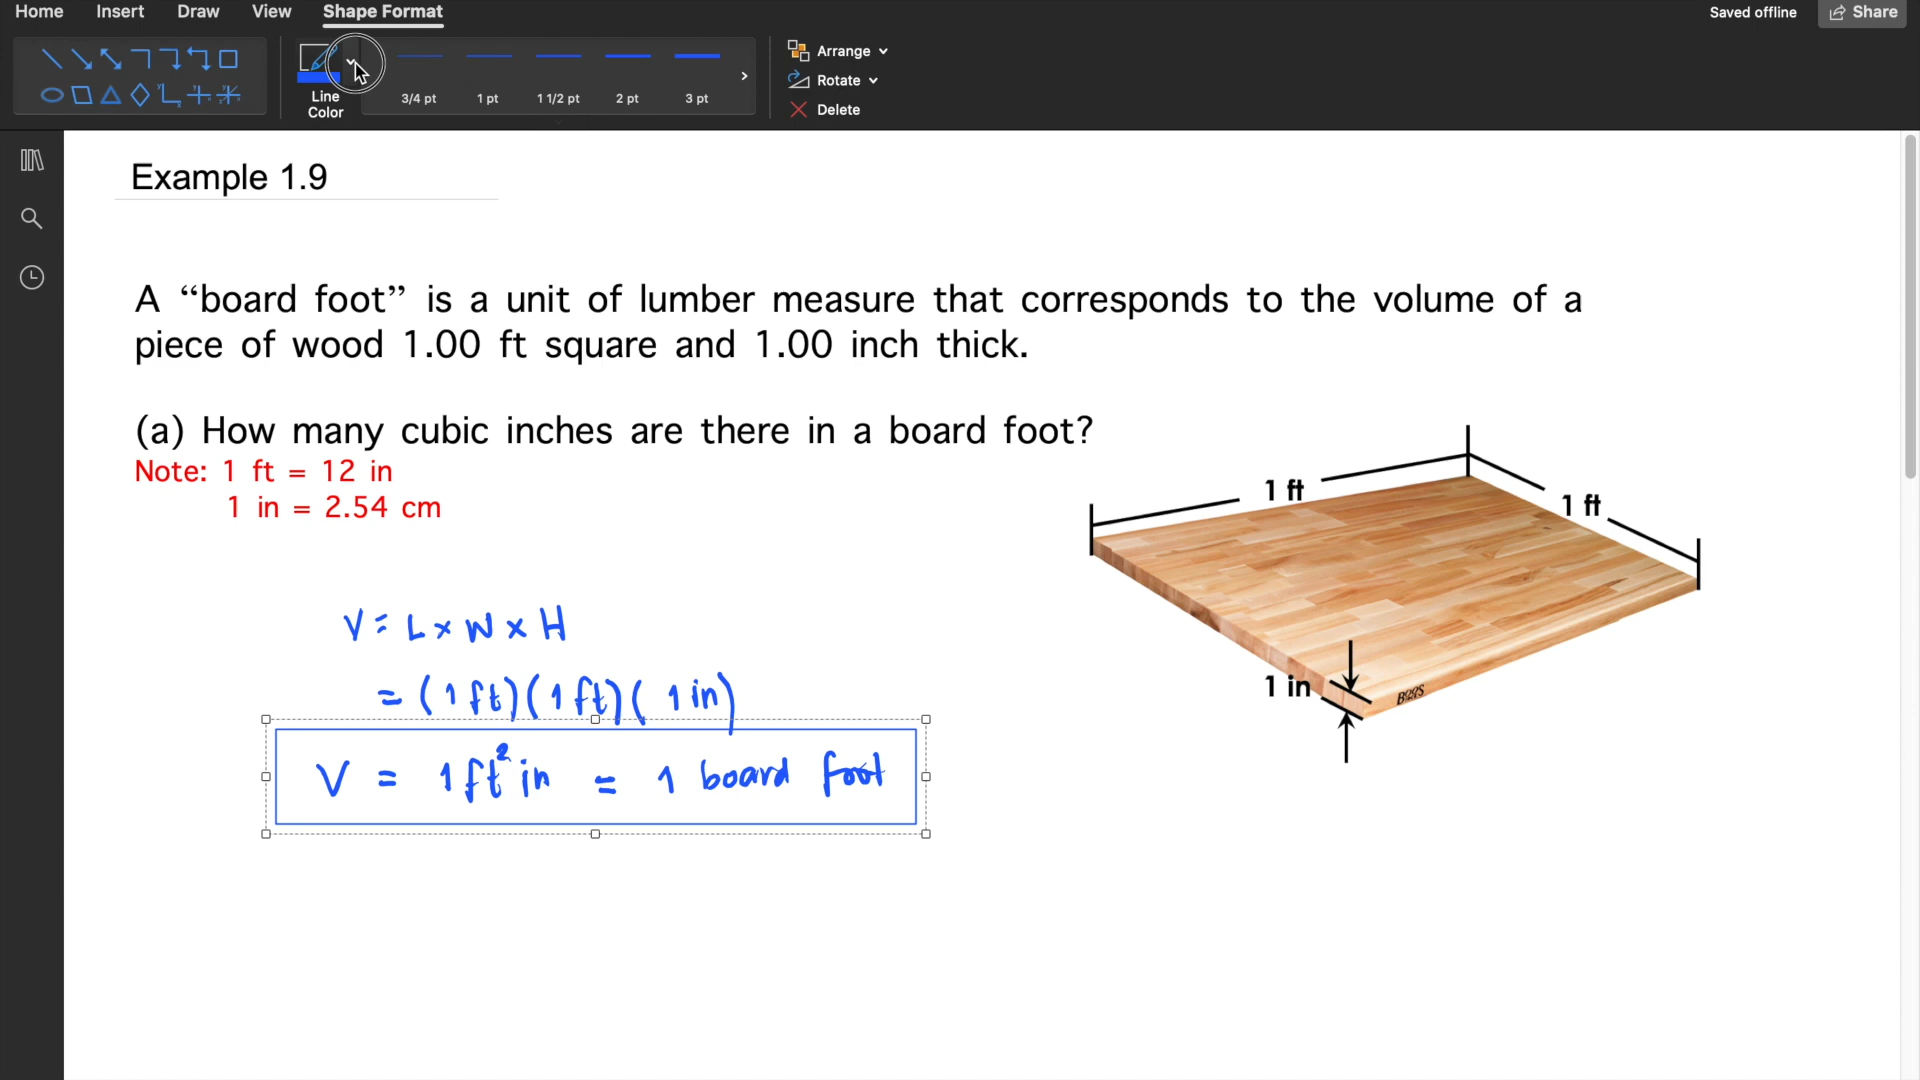 Home Insert Draw View Shape Format Saved offline Share
Line Color
3/4 pt 1 pt 1 1/2 pt 2 pt 3 pt
Arrange
Rotate
Delete
Example 1.9
A “board foot” is a unit of lumber measure that corresponds to the volume of a
piece of wood 1.00 ft square and 1.00 inch thick.
(a) How many cubic inches are there in a board foot?
Note: 1 ft = 12 in
1 in = 2.54 cm
1 ft
1 ft
1 in
BOOS
V = L x W x H
= (1 ft)(1 ft)(1 in)
V = 1 ft² in = 1 board foot